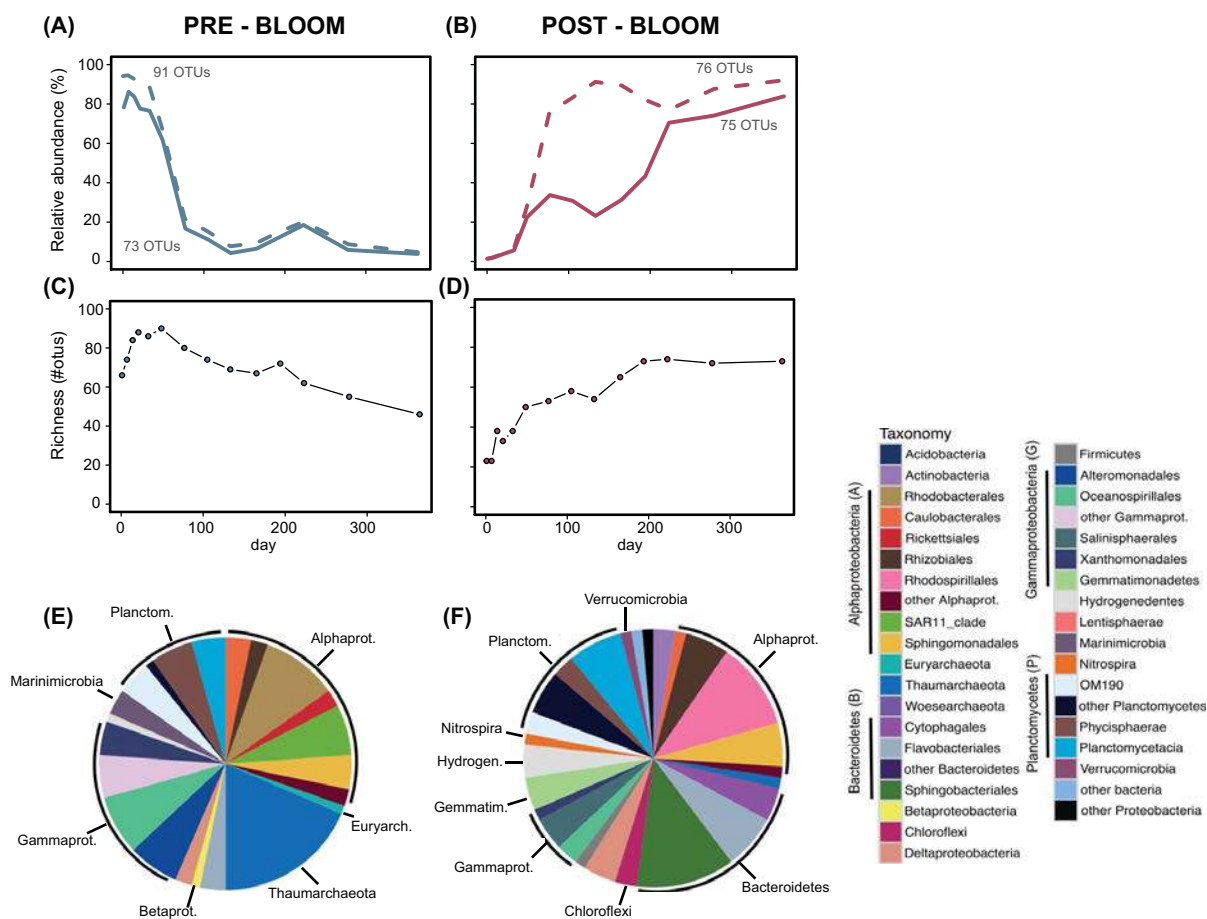 (A) PRE - BLOOM
(B) POST - BLOOM
Relative abundance (%)
100
80
60
40
20
0
91 OTUs
73 OTUs
76 OTUs
75 OTUs
(C)
(D)
Richness (#otus)
100
80
60
40
20
0
0 100 200 300
day
0 100 200 300
day
(E)
Planctom.
Alphaprot.
Marinimicrobia
Gammaprot.
Betaprot.
Thaumarchaeota
Euryarch.
(F)
Verrucomicrobia
Planctom.
Alphaprot.
Nitrospira
Hydrogen.
Gemmatim.
Gammaprot.
Chloroflexi
Bacteroidetes
Taxonomy
Alphaproteobacteria (A)
Bacteroidetes (B)
Acidobacteria
Actinobacteria
Rhodobacterales
Caulobacterales
Rickettsiales
Rhizobiales
Rhodospirillales
other Alphaprot.
SAR11_clade
Sphingomonadales
Euryarchaeota
Thaumarchaeota
Woesearchaeota
Cytophagales
Flavobacteriales
other Bacteroidetes
Sphingobacteriales
Betaproteobacteria
Chloroflexi
Deltaproteobacteria
Gammaproteobacteria (G)
Planctomycetes (P)
Firmicutes
Alteromonadales
Oceanospirillales
other Gammaprot.
Salinisphaerales
Xanthomonadales
Gemmatimonadetes
Hydrogenedentes
Lentisphaerae
Marinimicrobia
Nitrospira
OM190
other Planctomycetes
Phycisphaerae
Planctomycetacia
Verrucomicrobia
other bacteria
other Proteobacteria